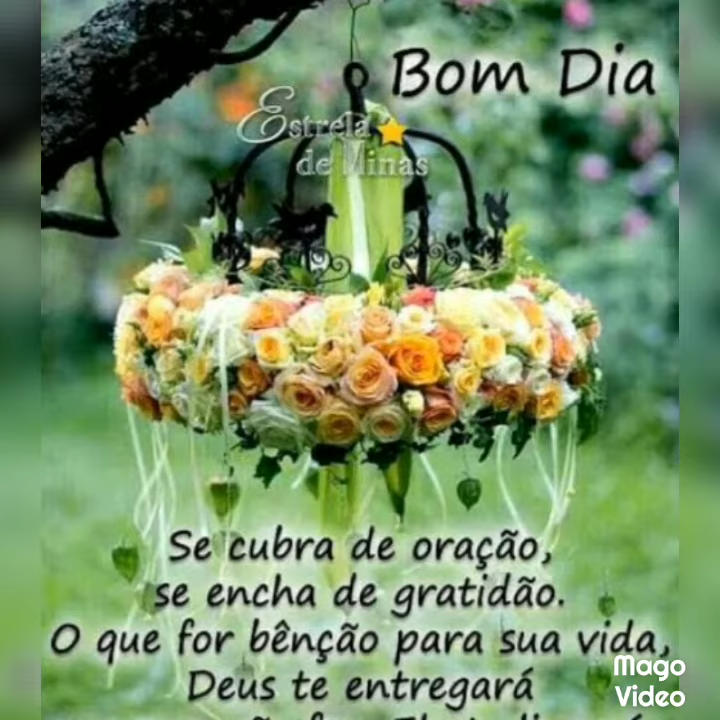 Bom Dia
Estrela
de Minas
Se cubra de oração,
se encha de gratidão.
O que for bênção para sua vida,
Deus te entregará
Mago
Video